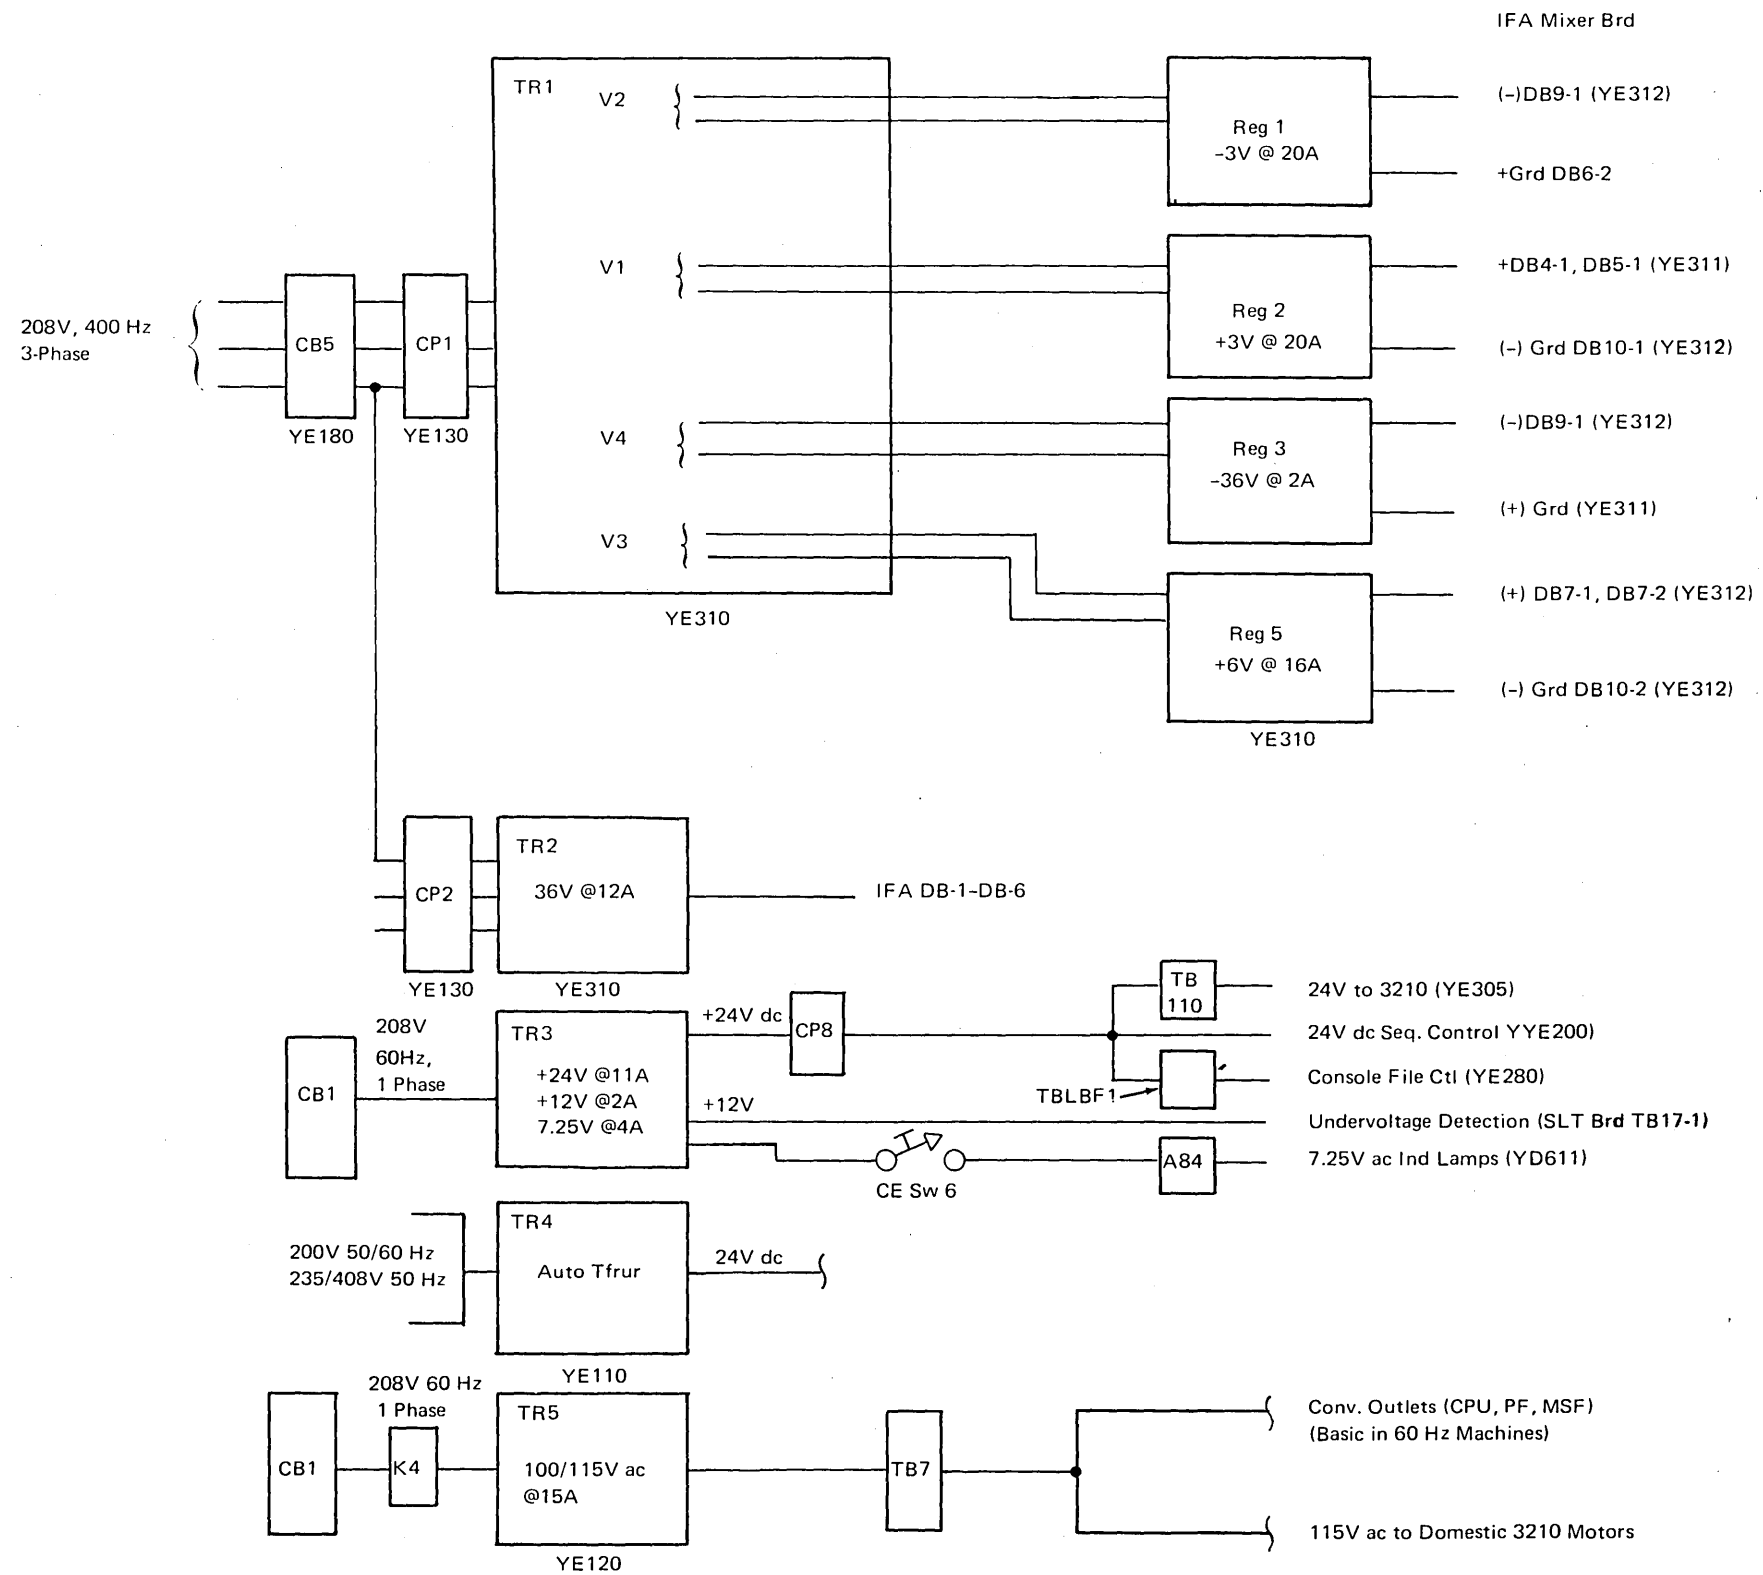 IFA Mixer Brd
TR1
V2
Reg 1
-3V @ 20A
(-)DB9-1 (YE312)
+Grd DB6-2
V1
Reg 2
+3V @ 20A
+DB4-1, DB5-1 (YE311)
(-) Grd DB10-1 (YE312)
208V, 400 Hz
3-Phase
CB5
YE180
CP1
YE130
V4
Reg 3
-36V @ 2A
(-)DB9-1 (YE312)
(+) Grd (YE311)
V3
YE310
Reg 5
+6V @ 16A
YE310
(+) DB7-1, DB7-2 (YE312)
(-) Grd DB10-2 (YE312)
CP2
YE130
TR2
36V @12A
YE310
IFA DB-1-DB-6
CB1
208V
60Hz,
1 Phase
TR3
+24V @11A
+12V @2A
7.25V @4A
+24V dc
CP8
+12V
TB
110
TBLBF1
CE Sw 6
A84
24V to 3210 (YE305)
24V dc Seq. Control YYE200)
Console File Ctl (YE280)
Undervoltage Detection (SLT Brd TB17-1)
7.25V ac Ind Lamps (YD611)
200V 50/60 Hz
235/408V 50 Hz
TR4
Auto Tfrur
YE110
24V dc
CB1
208V 60 Hz
1 Phase
K4
TR5
100/115V ac
@15A
YE120
TB7
Conv. Outlets (CPU, PF, MSF)
(Basic in 60 Hz Machines)
115V ac to Domestic 3210 Motors